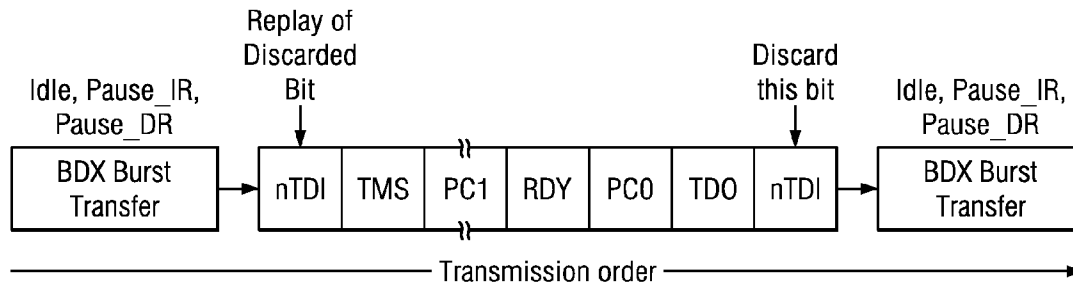 Replay of
Discarded
Bit
Discard
this bit
Idle, Pause_IR,
Pause_DR
Idle, Pause_IR,
Pause_DR
BDX Burst
Transfer
nTDI TMS PC1 RDY PC0 TDO nTDI
BDX Burst
Transfer
Transmission order